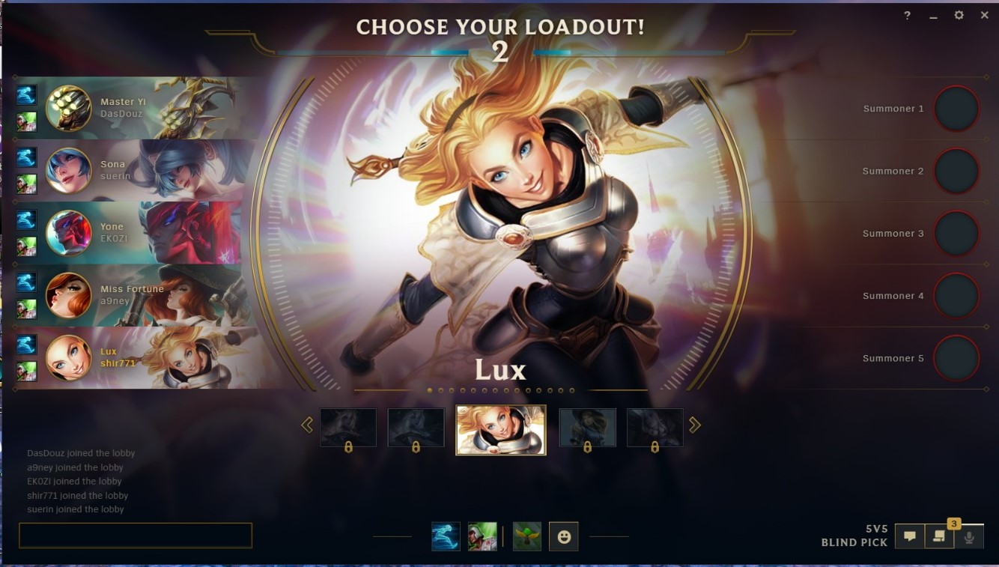 ?
CHOOSE YOUR LOADOUT!
2
Master Yi
DasDouz
Sona
suerin
Yone
EK0ZI
Miss Fortune
a9ney
Lux
shir771
Summoner 1
Summoner 2
Summoner 3
Summoner 4
Summoner 5
Lux
DasDouz joined the lobby
a9ney joined the lobby
EK0ZI joined the lobby
shir771 joined the lobby
suerin joined the lobby
5V5
BLIND PICK
3